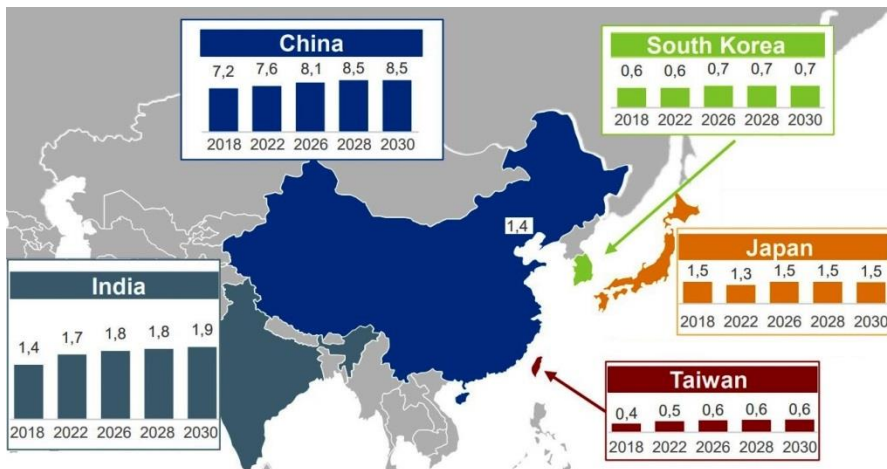 China
7,2 7,6 8,1 8,5 8,5
2018 2022 2026 2028 2030
South Korea
0,6 0,6 0,7 0,7 0,7
2018 2022 2026 2028 2030
1,4
Japan
1,5 1,3 1,5 1,5 1,5
2018 2022 2026 2028 2030
India
1,4 1,7 1,8 1,8 1,9
2018 2022 2026 2028 2030
Taiwan
0,4 0,5 0,6 0,6 0,6
2018 2022 2026 2028 2030